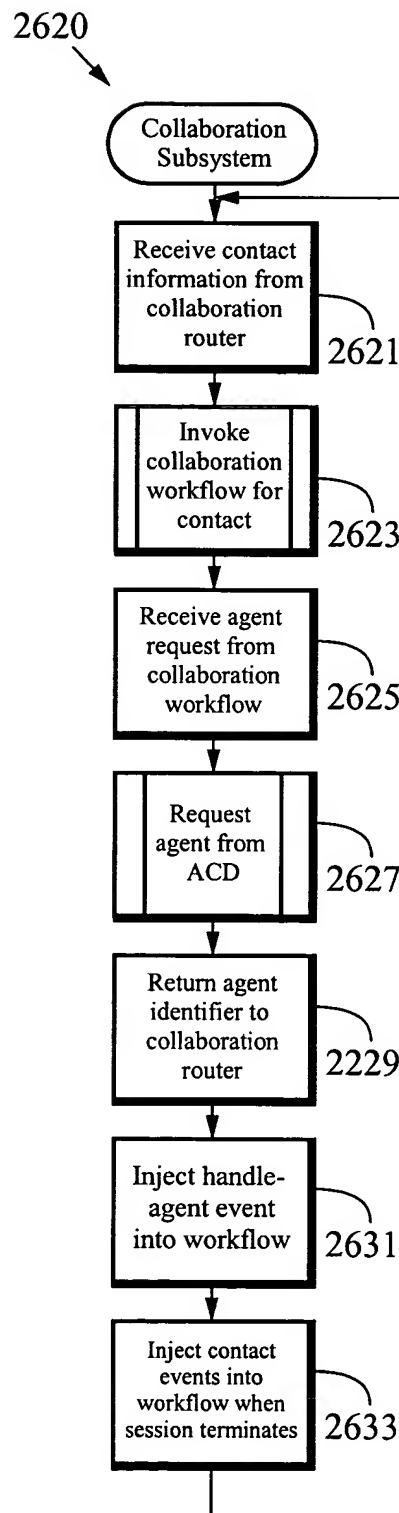 2620
Collaboration
Subsystem
Receive contact
information from
collaboration
router
2621
Invoke
collaboration
workflow for
contact
2623
Receive agent
request from
collaboration
workflow
2625
Request
agent from
ACD
2627
Return agent
identifier to
collaboration
router
2229
Inject handle-
agent event
into workflow
2631
Inject contact
events into
workflow when
session terminates
2633